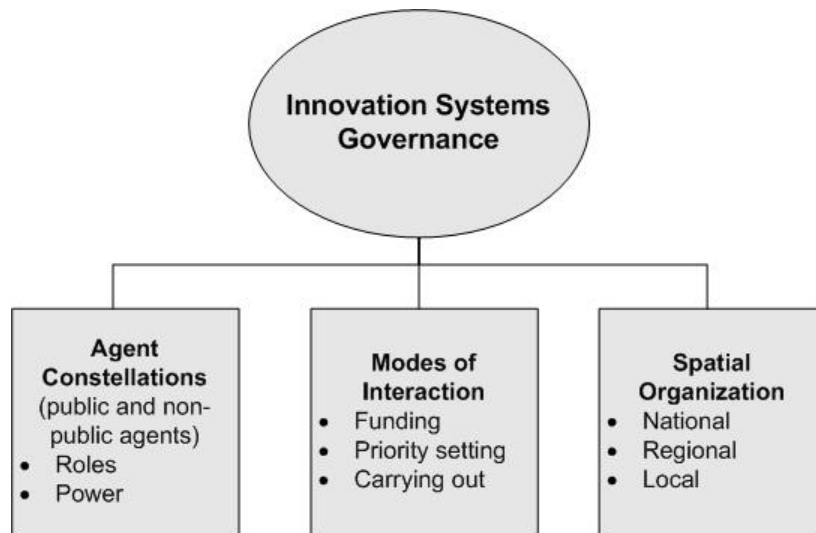 Innovation Systems
Governance
Agent
Constellations
(public and non-
public agents)
• Roles
• Power
Modes of
Interaction
• Funding
• Priority setting
• Carrying out
Spatial
Organization
• National
• Regional
• Local